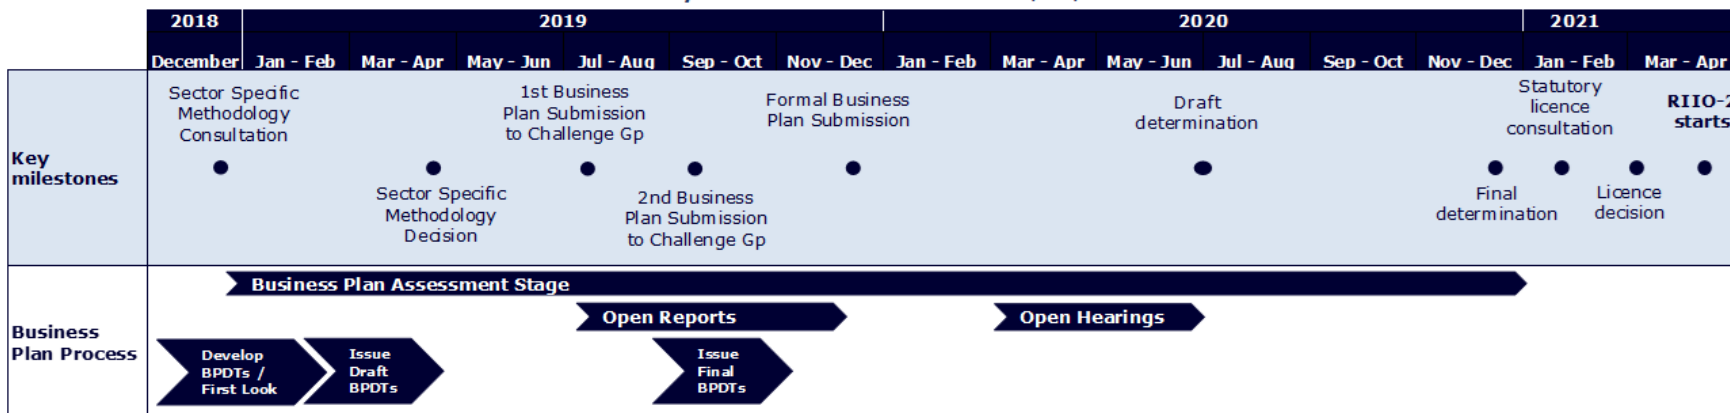 2018 2019 2020 2021
December Jan - Feb Mar - Apr May - Jun Jul - Aug Sep - Oct Nov - Dec Jan - Feb Mar - Apr May - Jun Jul - Aug Sep - Oct Nov - Dec Jan - Feb Mar - Apr
Key
milestones
Sector Specific
Methodology
Consultation
Sector Specific
Methodology
Decision
1st Business
Plan Submission
to Challenge Gp
2nd Business
Plan Submission
to Challenge Gp
Formal Business
Plan Submission
Draft
determination
Final
determination
Statutory
licence
consultation
Licence
decision
RIIO-2
starts
Business
Plan Process
Business Plan Assessment Stage
Open Reports
Open Hearings
Develop
BPDTs /
First Look
Issue
Draft
BPDTs
Issue
Final
BPDTs